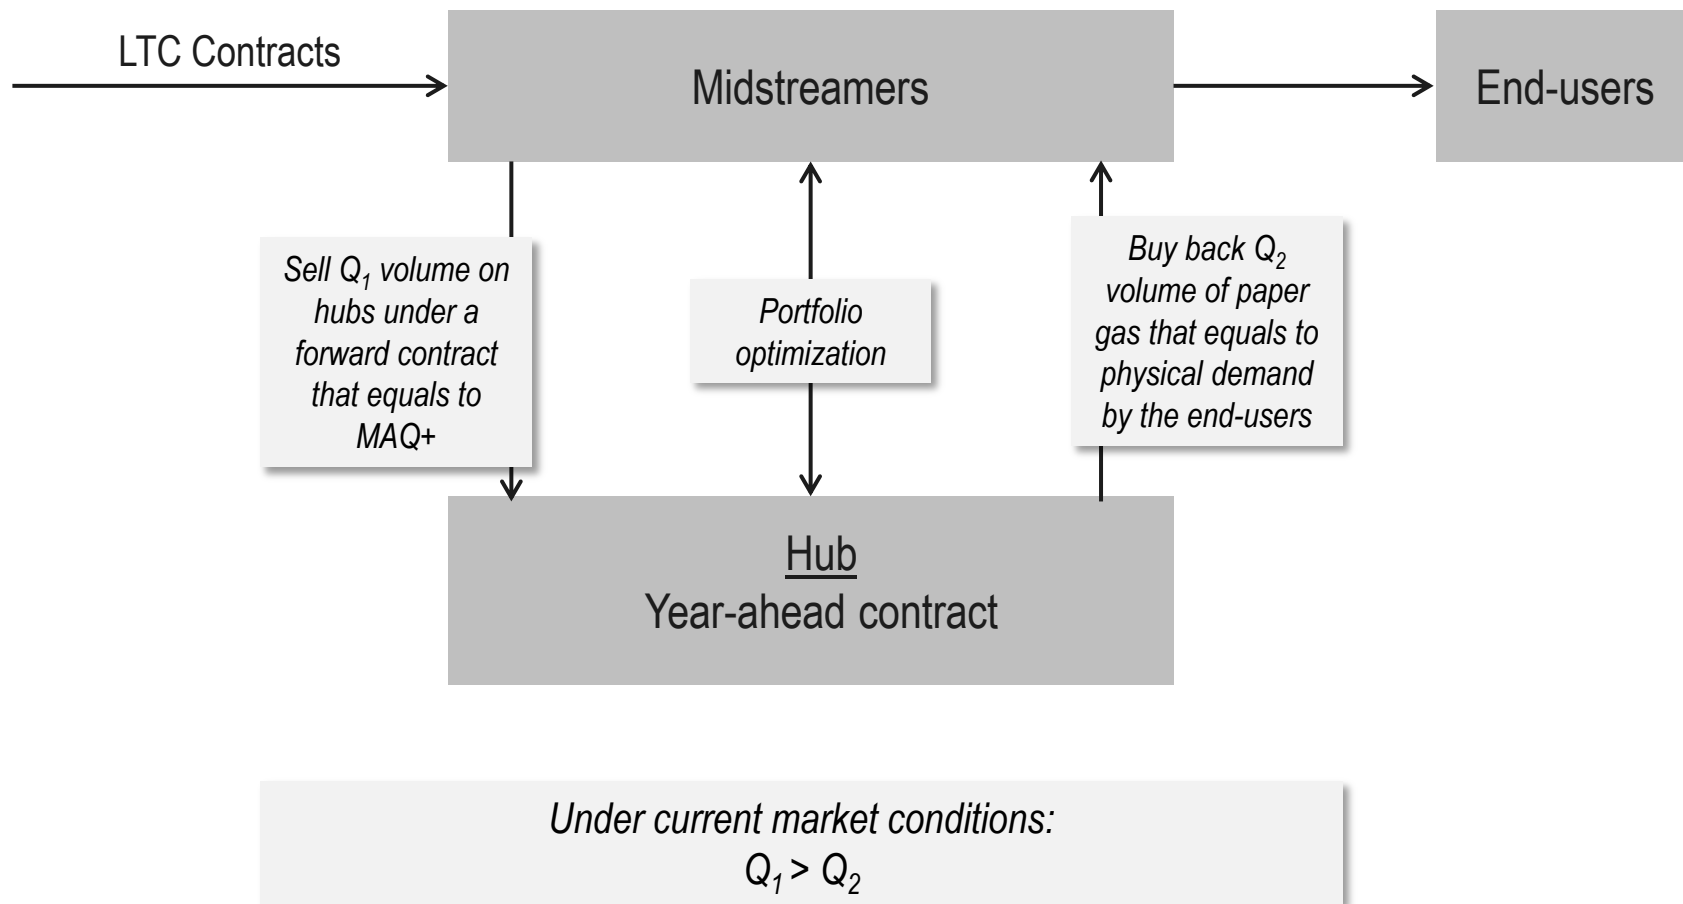 LTC Contracts
Midstreamers
End-users
Sell Q1 volume on
hubs under a
forward contract
that equals to
MAQ+
Portfolio
optimization
Buy back Q2
volume of paper
gas that equals to
physical demand
by the end-users
Hub
Year-ahead contract
Under current market conditions:
Q1 > Q2